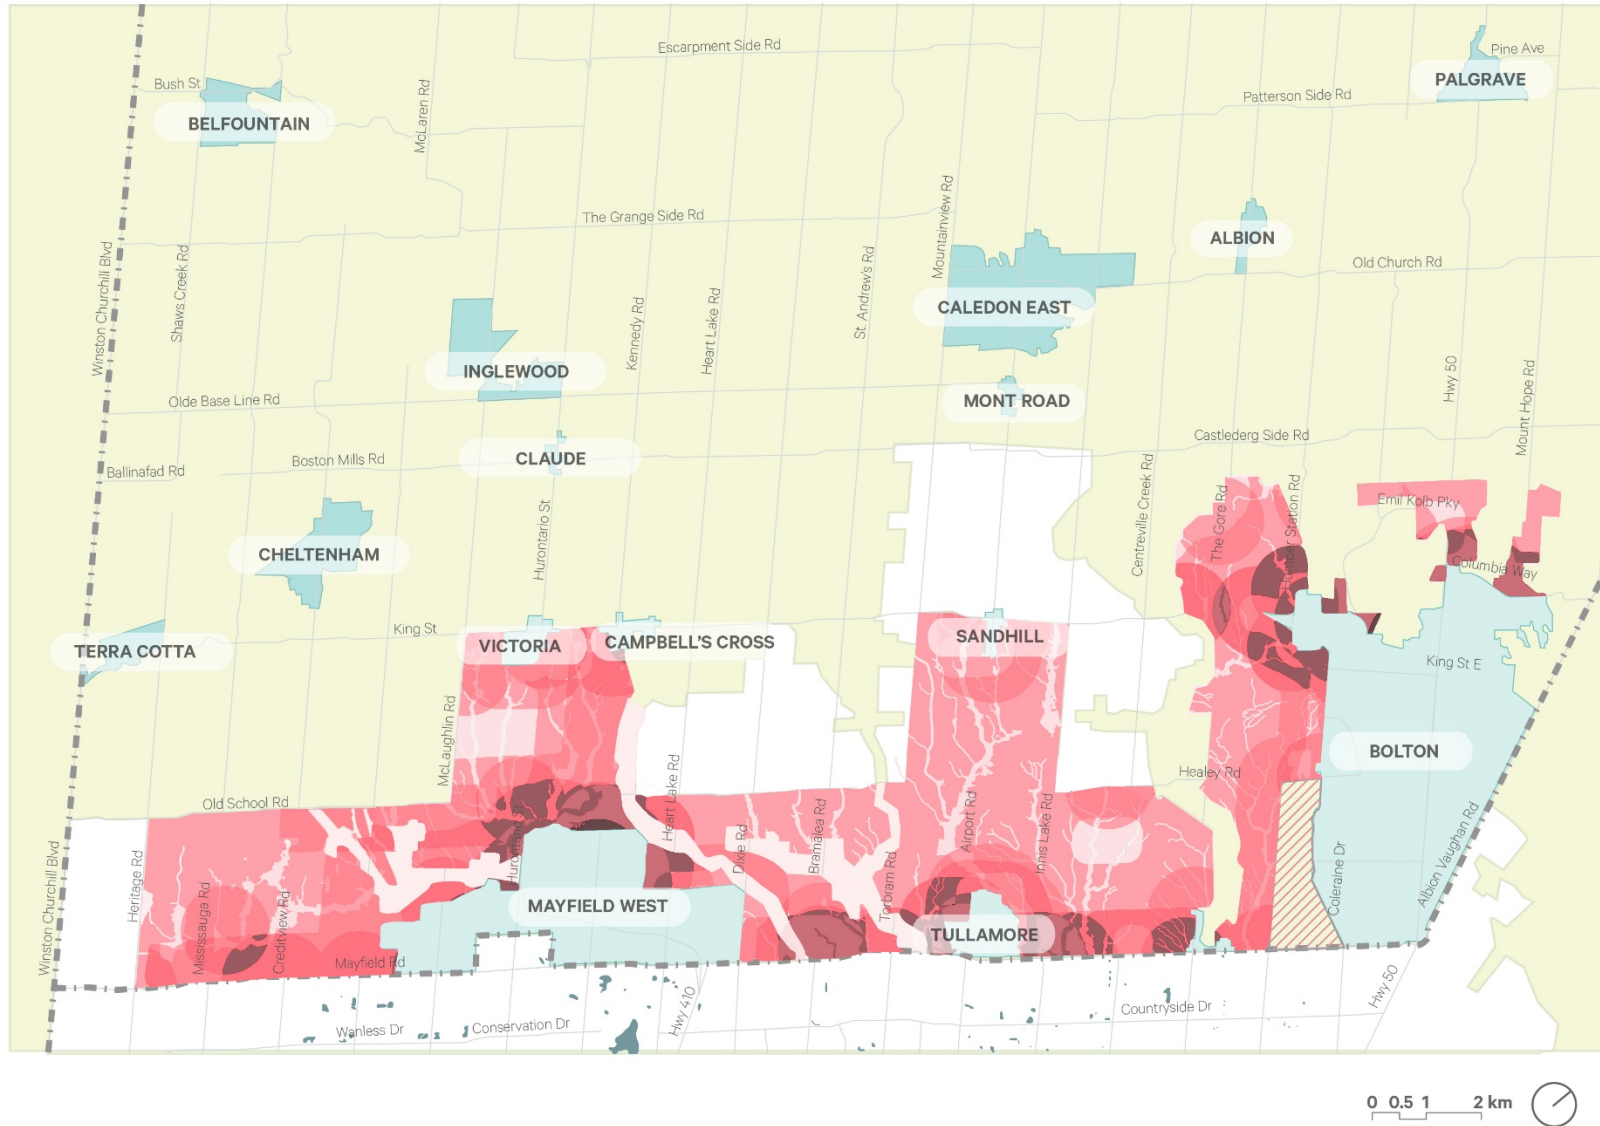 Escarpment Side Rd
Pine Ave
PALGRAVE
Bush St
Patterson Side Rd
BELFOUNTAIN
McLaren Rd
Mountainview Rd
The Grange Side Rd
ALBION
Winston Churchill Blvd
Shaws Creek Rd
St. Andrew's Rd
Old Church Rd
CALEDON EAST
Kennedy Rd
Heart Lake Rd
INGLEWOOD
Hwy 50
Mount Hope Rd
Olde Base Line Rd
MONT ROAD
Castlederg Side Rd
CLAUDE
Boston Mills Rd
Ballinafad Rd
Centreville Creek Rd
The Gore Rd
Humber Station Rd
Emil Kolb Pky
Hurontario St
CHELTENHAM
Columbia Way
King St
SANDHILL
VICTORIA
CAMPBELL'S CROSS
TERRA COTTA
King St E
McLaughlin Rd
BOLTON
Healey Rd
Heart Lake Rd
Old School Rd
Hurontario St
Dixie Rd
Bramalea Rd
Airport Rd
Innis Lake Rd
Winston Churchill Blvd
Heritage Rd
Mississauga Rd
Creditview Rd
Torbram Rd
Coleraine Dr
Albion Vaughan Rd
MAYFIELD WEST
TULLAMORE
Mayfield Rd
Hwy 410
Hwy 50
Countryside Dr
Wanless Dr
Conservation Dr
0 0.5 1 2 km